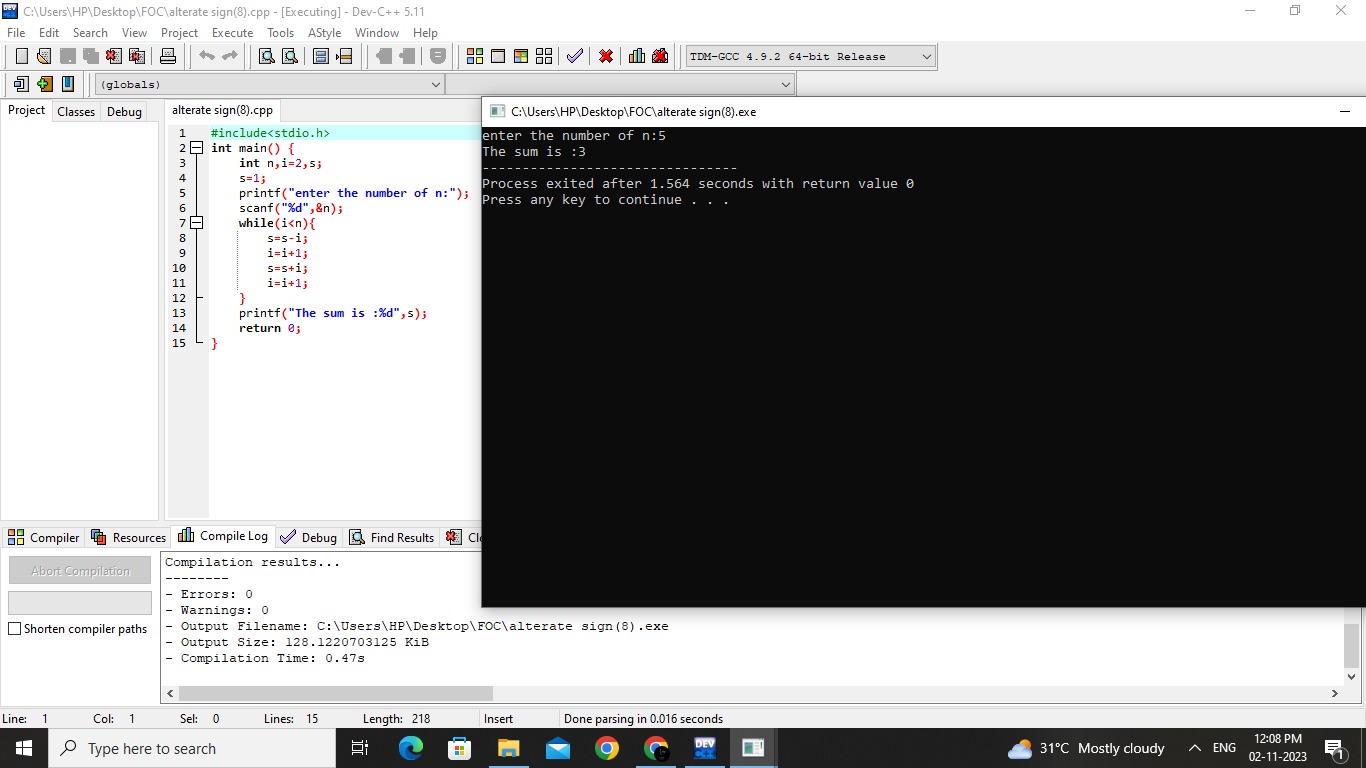 C:\Users\HP\Desktop\FOC\alterate sign(8).cpp - [Executing] - Dev-C++ 5.11
File Edit Search View Project Execute Tools AStyle Window Help
TDM-GCC 4.9.2 64-bit Release
(globals)
Project Classes Debug
alterate sign(8).cpp
1 #include<stdio.h>
2 int main() {
3 int n,i=2,s;
4 s=1;
5 printf("enter the number of n:");
6 scanf("%d",&n);
7 while(i<n){
8 s=s-i;
9 i=i+1;
10 s=s+i;
11 i=i+1;
12 }
13 printf("The sum is :%d",s);
14 return 0;
15 }
C:\Users\HP\Desktop\FOC\alterate sign(8).exe
enter the number of n:5
The sum is :3
--------------------------------
Process exited after 1.564 seconds with return value 0
Press any key to continue . . .
Compiler Resources Compile Log Debug Find Results Clo
Abort Compilation
Shorten compiler paths
Compilation results...
--------
- Errors: 0
- Warnings: 0
- Output Filename: C:\Users\HP\Desktop\FOC\alterate sign(8).exe
- Output Size: 128.1220703125 KiB
- Compilation Time: 0.47s
Line: 1 Col: 1 Sel: 0 Lines: 15 Length: 218 Insert Done parsing in 0.016 seconds
Type here to search
DEV
31°C Mostly cloudy
ENG
12:08 PM
02-11-2023
1